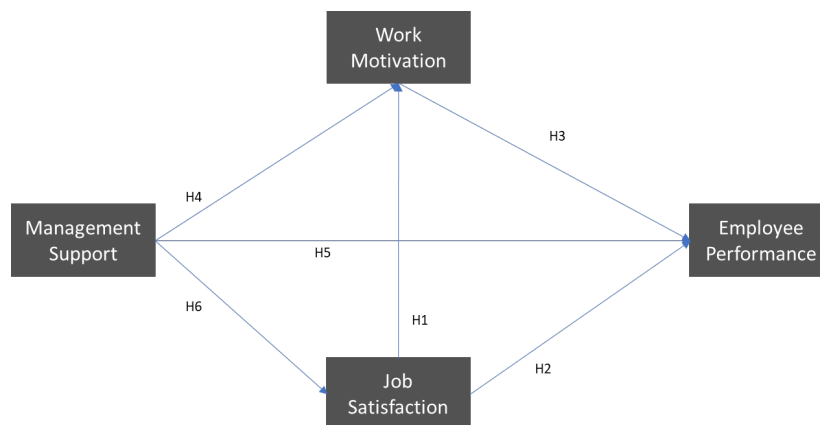 Work
Motivation
H3
H4
Management
Support
Employee
Performance
H5
H6
H1
H2
Job
Satisfaction